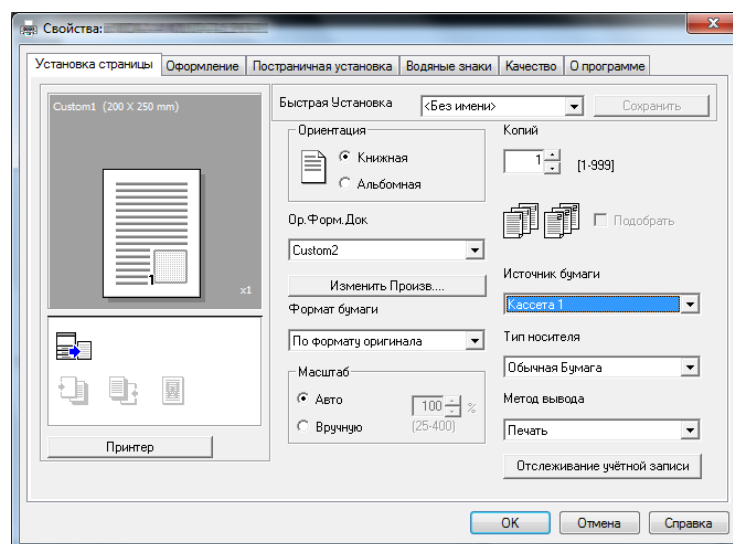 Свойства:
Установка страницы
Оформление
Постраничная установка
Водяные знаки
Качество
О программе
Custom1 (200 X 250 mm)
1
x1
Принтер
Быстрая Установка
<Без имени>
Сохранить
Ориентация
Книжная
Альбомная
Ор.Форм.Док
Custom2
Изменить Произв....
Формат бумаги
По формату оригинала
Масштаб
Авто
100 %
Вручную
(25-400)
Копий
1 [1-999]
Подобрать
Источник бумаги
Кассета 1
Тип носителя
Обычная Бумага
Метод вывода
Печать
Отслеживание учётной записи
OK
Отмена
Справка